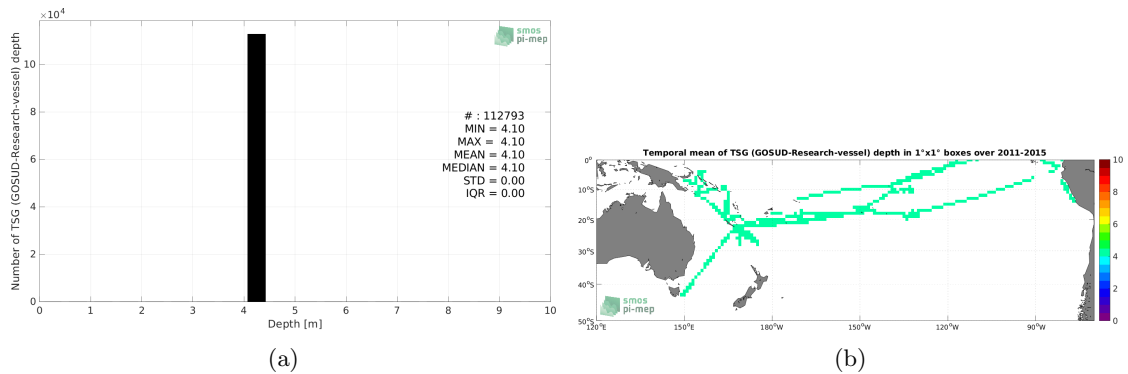 ×10⁴
Number of TSG (GOSUD-Research-vessel) depth
10
8
6
4
2
0
0 1 2 3 4 5 6 7 8 9 10
Depth [m]
smos
pi-mep
# : 112793
MIN = 4.10
MAX = 4.10
MEAN = 4.10
MEDIAN = 4.10
STD = 0.00
IQR = 0.00
(a)
Temporal mean of TSG (GOSUD-Research-vessel) depth in 1°x1° boxes over 2011-2015
0°
10°S
20°S
30°S
40°S
50°S
120°E 150°E 180°W 150°W 120°W 90°W
smos
pi-mep
10
8
6
4
2
0
(b)